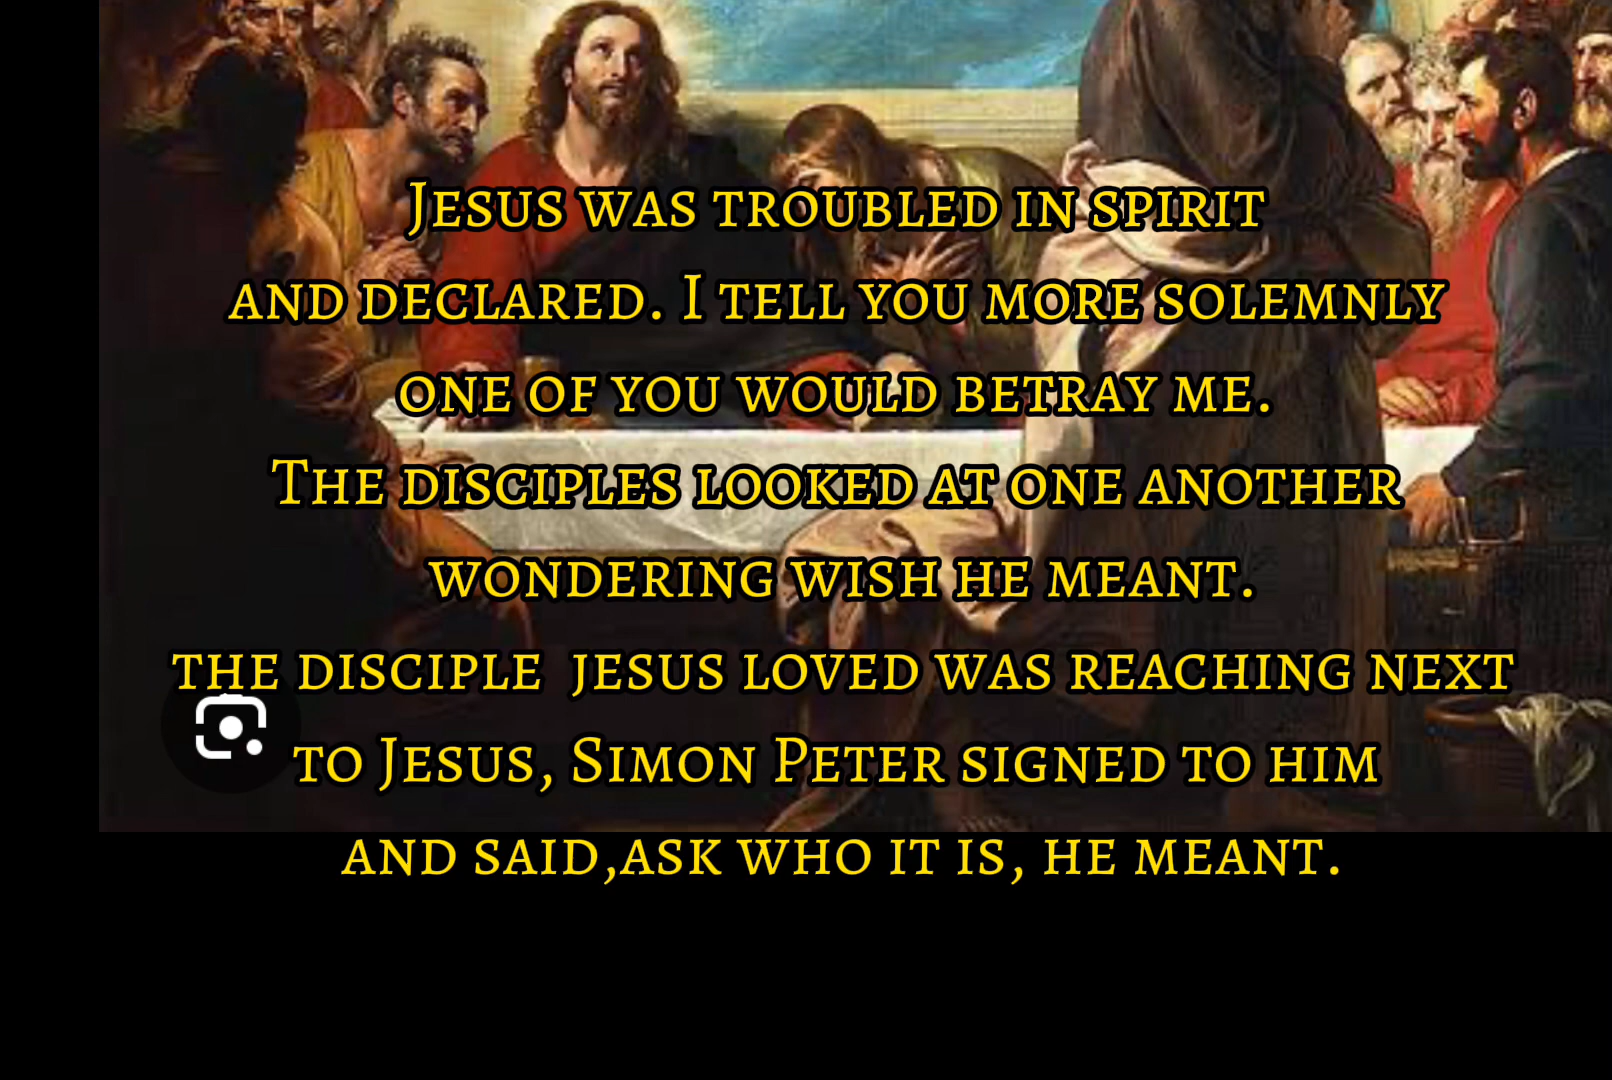 Jesus was troubled in spirit
and declared. I tell you more solemnly
one of you would betray me.
The disciples looked at one another
wondering wish he meant.
the disciple jesus loved was reaching next
to Jesus, Simon Peter signed to him
and said,ask who it is, he meant.